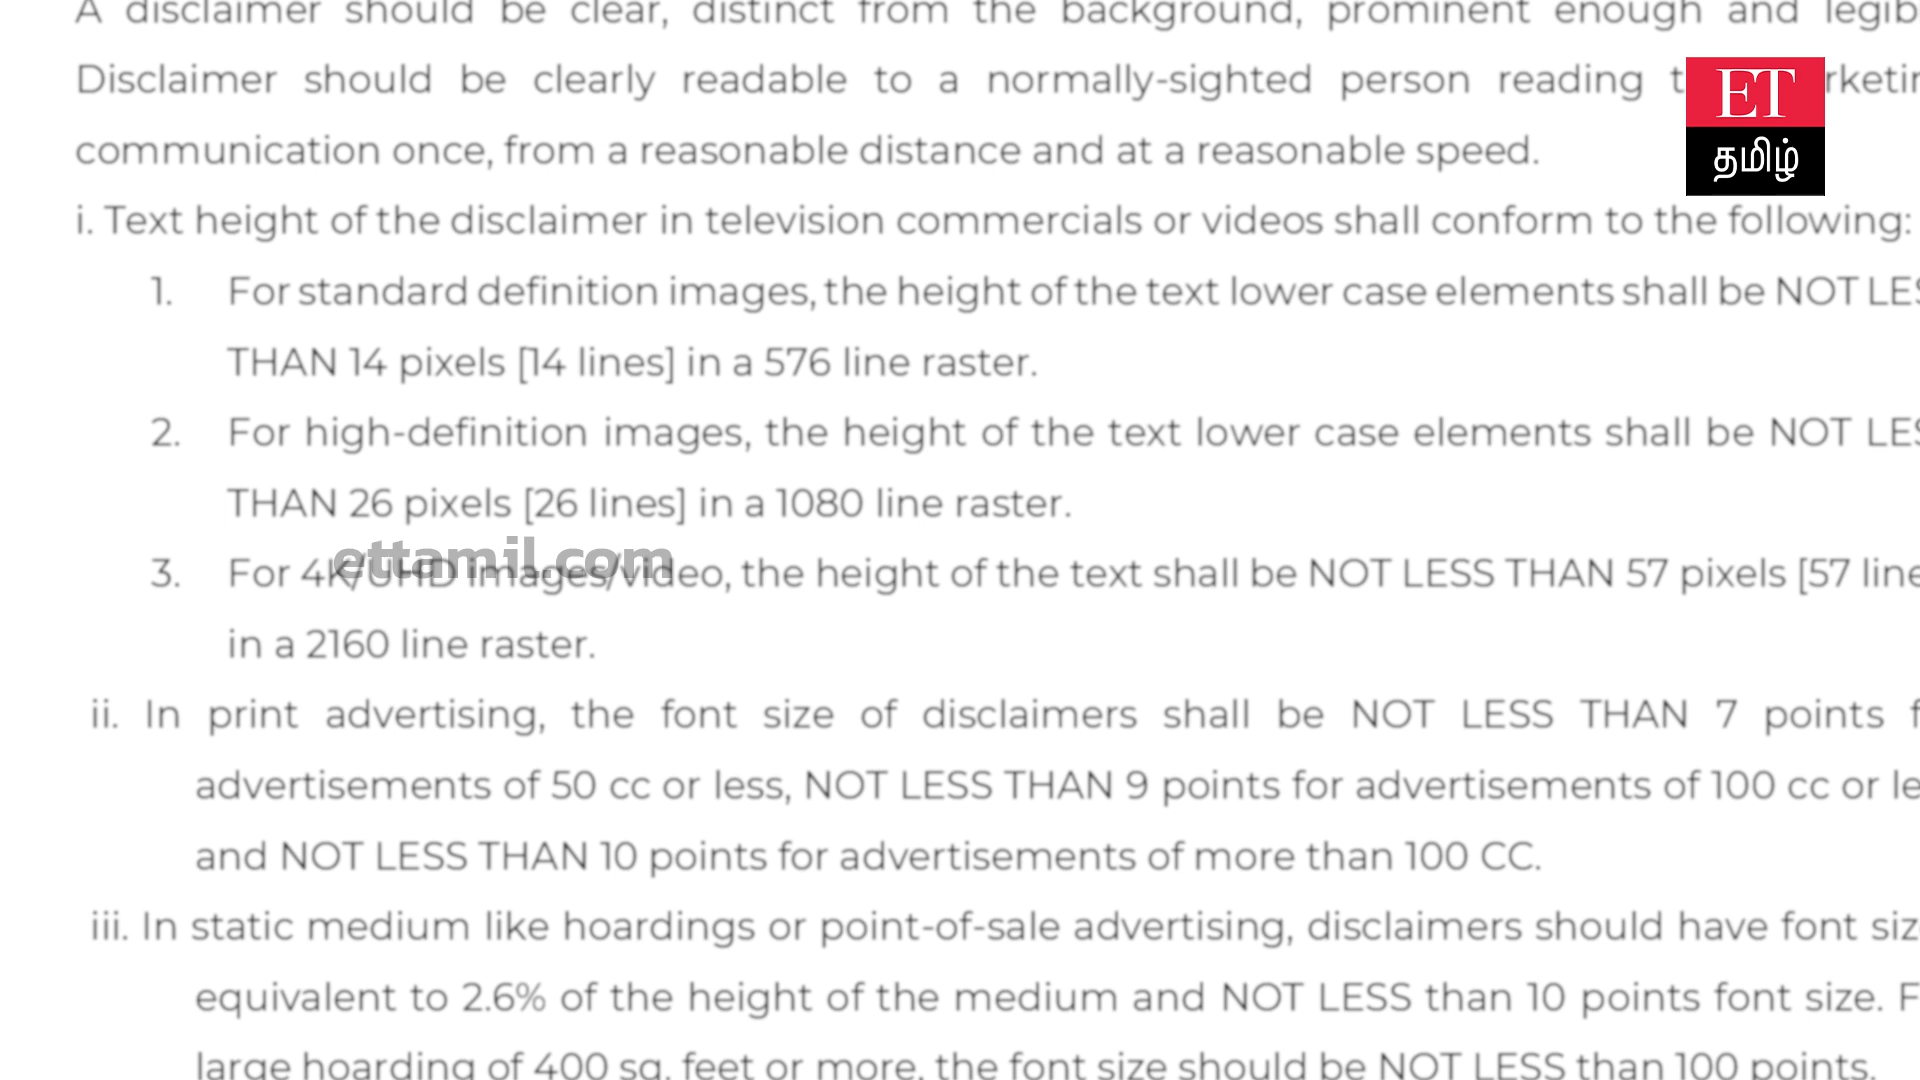 A disclaimer should be clear, distinct from the background, prominent enough and
Disclaimer should be clearly readable to a normally-sighted person reading
communication once, from a reasonable distance and at a reasonable speed.
ET
தமிழ்
i. Text height of the disclaimer in television commercials or videos shall conform to the following:
1. For standard definition images, the height of the text lower case elements shall be NOT
THAN 14 pixels [14 lines] in a 576 line raster.
2. For high-definition images, the height of the text lower case elements shall be NOT
THAN 26 pixels [26 lines] in a 1080 line raster.
ettamil.com
3. For 4K/UHD images/video, the height of the text shall be NOT LESS THAN 57 pixels [57
in a 2160 line raster.
ii. In print advertising, the font size of disclaimers shall be NOT LESS THAN 7 points
advertisements of 50 cc or less, NOT LESS THAN 9 points for advertisements of 100 cc or
and NOT LESS THAN 10 points for advertisements of more than 100 CC.
iii. In static medium like hoardings or point-of-sale advertising, disclaimers should have font
equivalent to 2.6% of the height of the medium and NOT LESS than 10 points font size.
large hoarding of 400 sq. feet or more, the font size should be NOT LESS than 100 points.